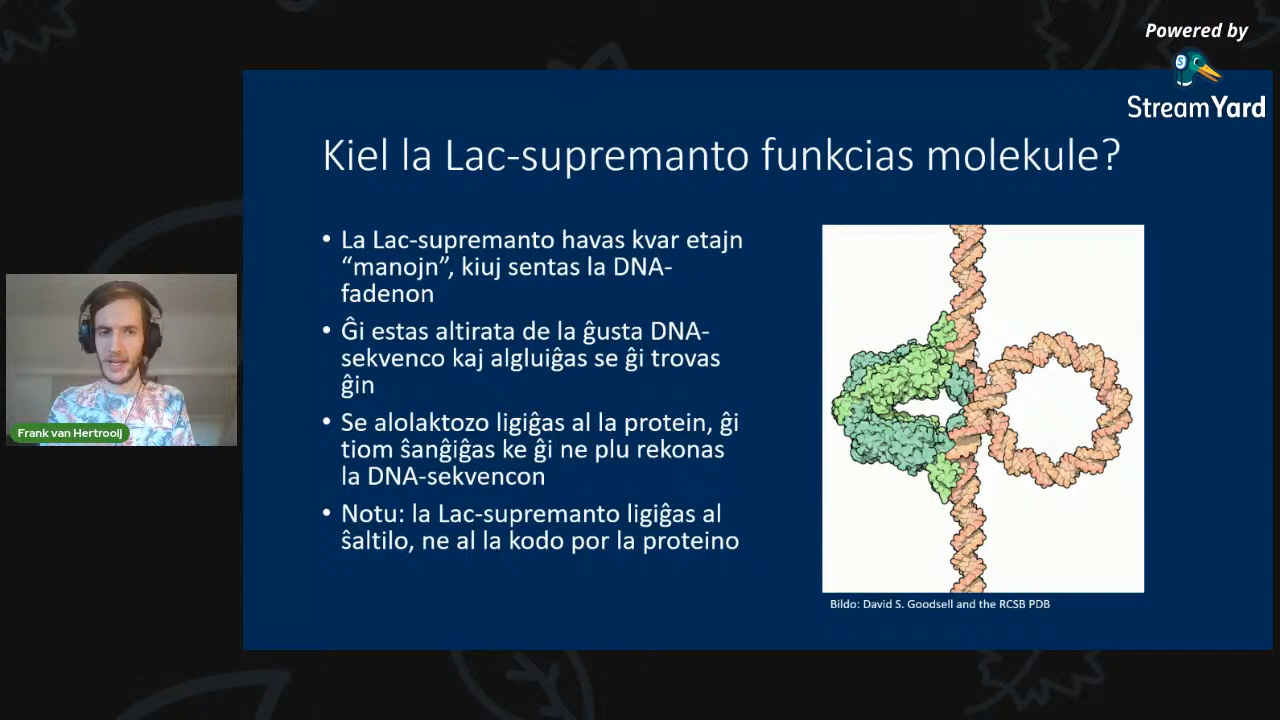 Powered by
StreamYard
Kiel la Lac-supremanto funkcias molekule?
• La Lac-supremanto havas kvar etajn
“manojn”, kiuj sentas la DNA-
fadenon
• Ĝi estas altirata de la ĝusta DNA-
sekvenco kaj algluiĝas se ĝi trovas
ĝin
• Se alolaktozo ligiĝas al la protein, ĝi
tiom ŝanĝiĝas ke ĝi ne plu rekonas
la DNA-sekvencon
• Notu: la Lac-supremanto ligiĝas al
ŝaltilo, ne al la kodo por la proteino
Bildo: David S. Goodsell and the RCSB PDB
Frank van Hertrooij